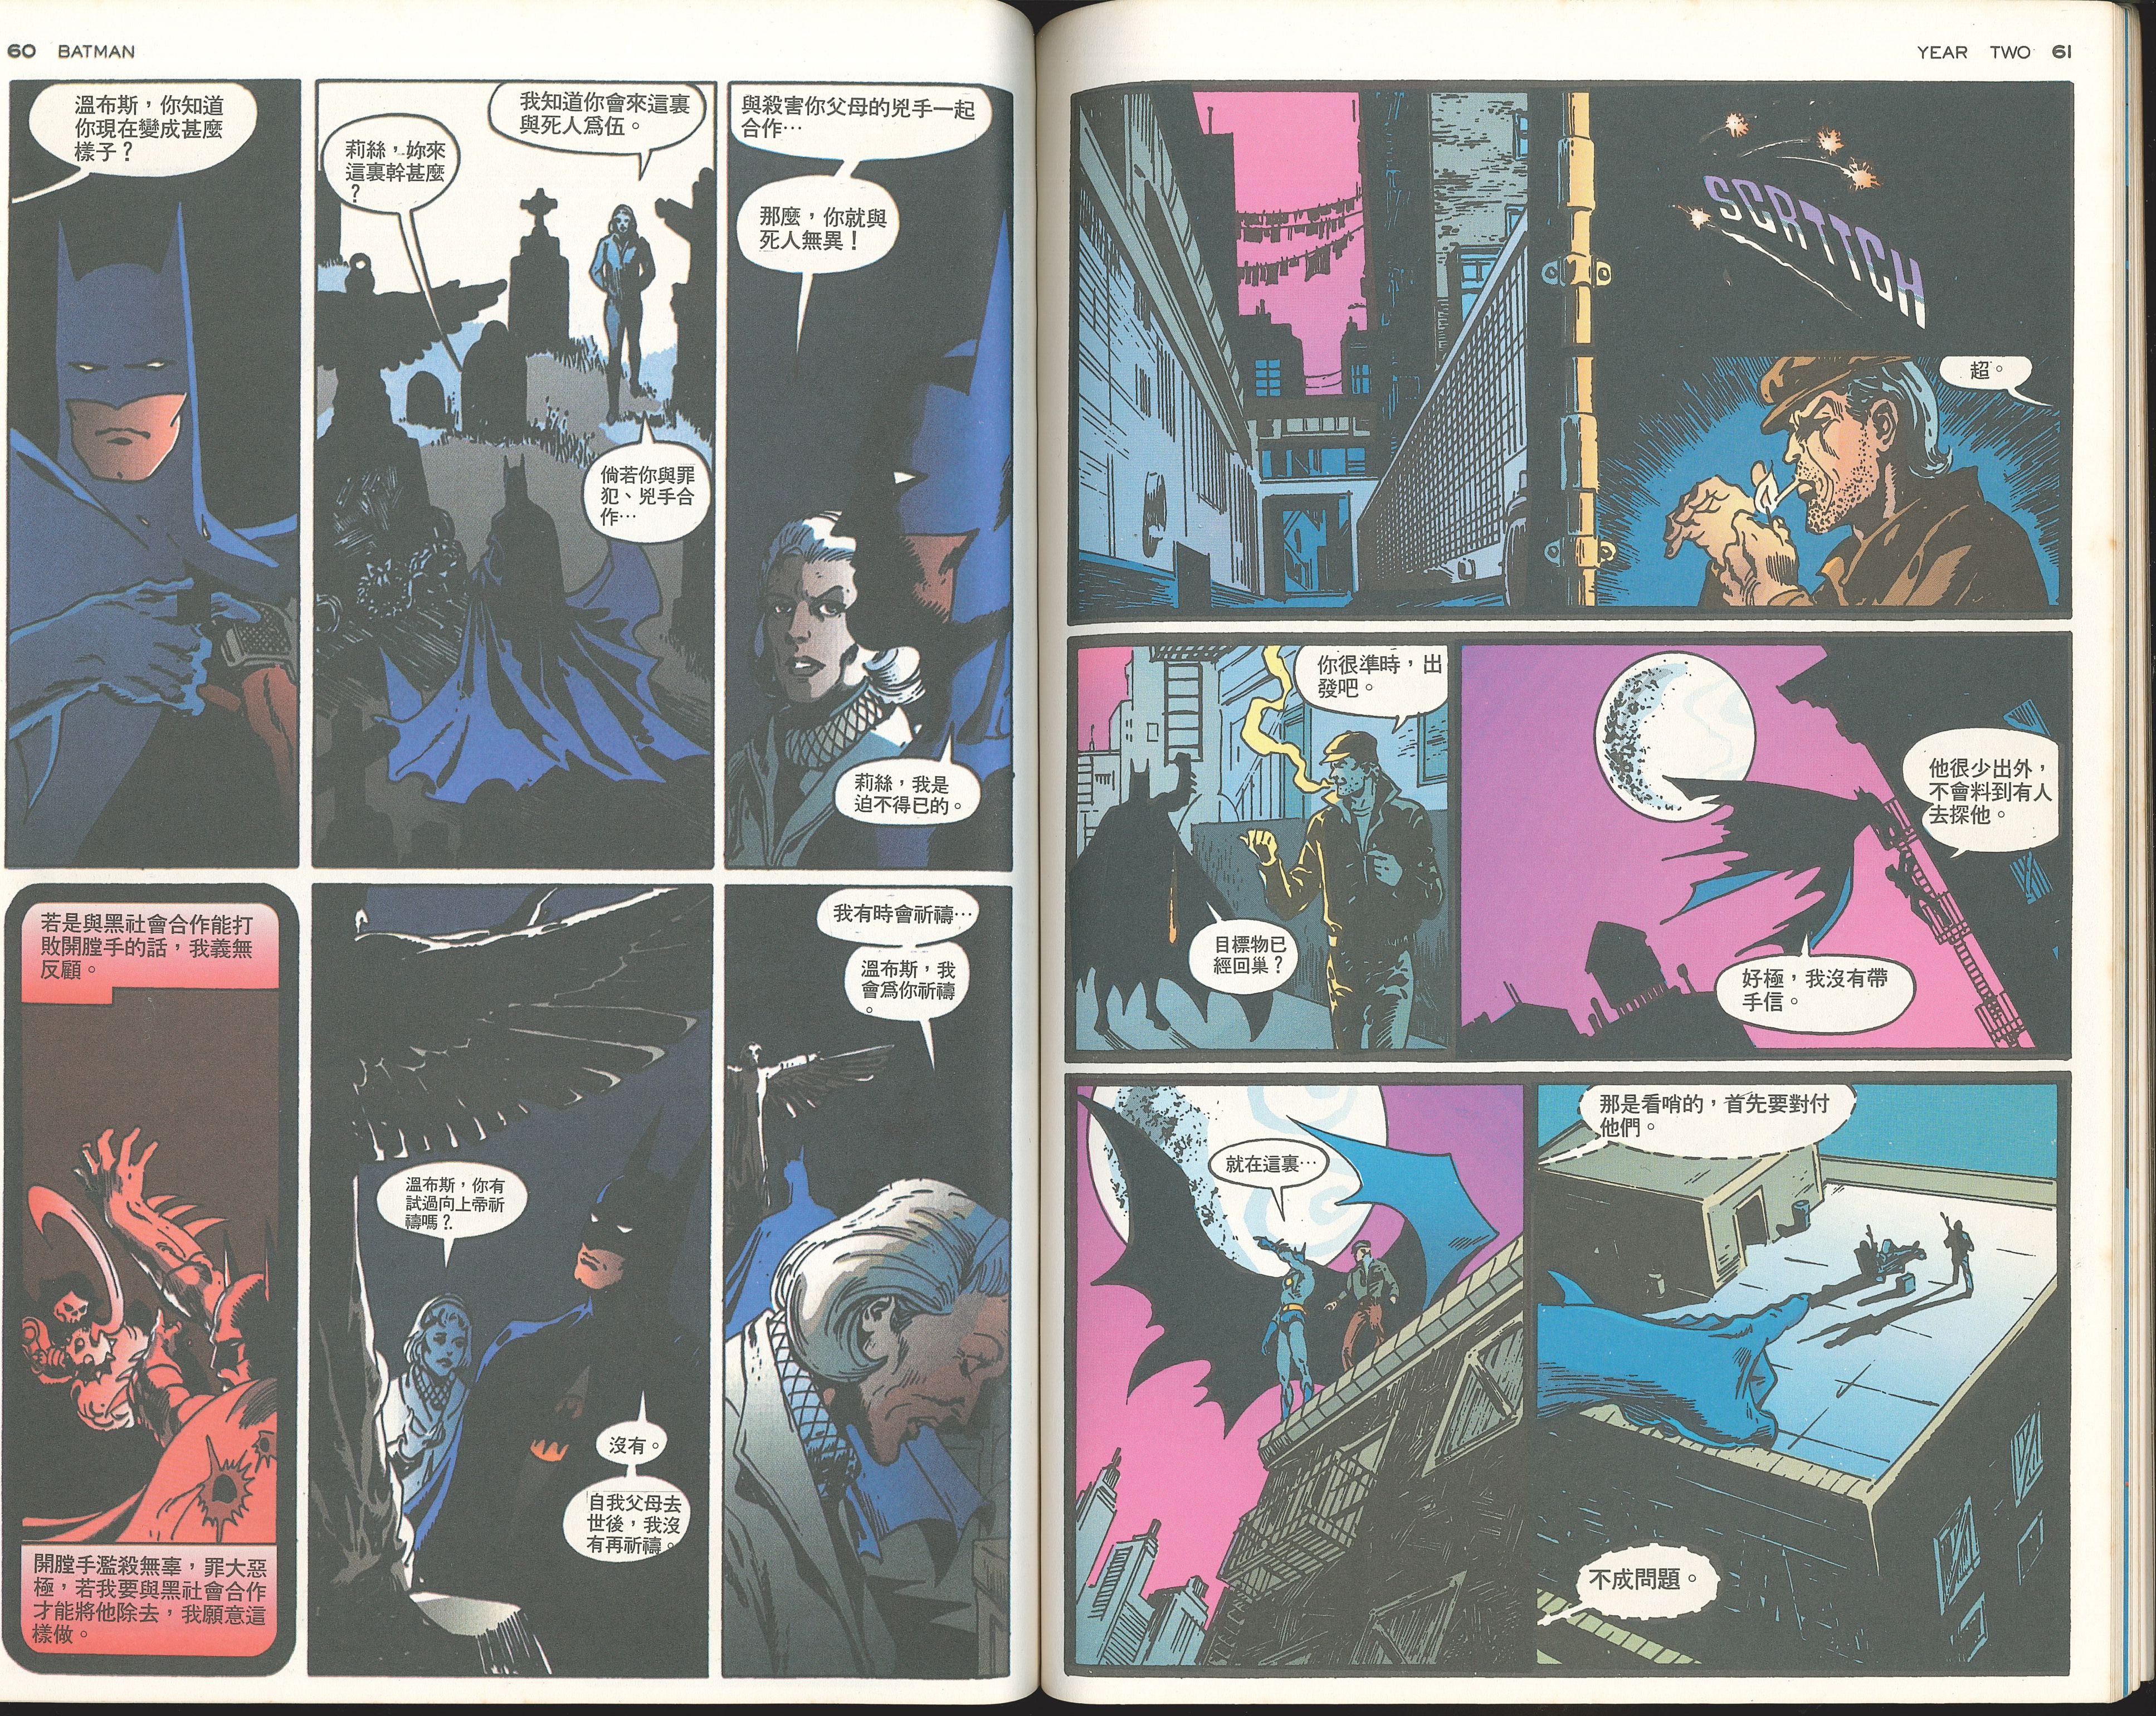 60 BATMAN
溫布斯，你知道
你現在變成甚麼
樣子？
我知道你會來這裏
與死人爲伍。
莉絲，妳來
這裏幹甚麼
？
倘若你與罪
犯、兇手合
作…
與殺害你父母的兇手一起
合作…
那麼，你就與
死人無異！
莉絲，我是
迫不得已的。
若是與黑社會合作能打
敗開膛手的話，我義無
反顧。
開膛手濫殺無辜，罪大惡
極，若我要與黑社會合作
才能將他除去，我願意這
樣做。
溫布斯，你有
試過向上帝祈
禱嗎？
沒有。
自我父母去
世後，我沒
有再祈禱。
我有時會祈禱…
溫布斯，我
會爲你祈禱
。
YEAR TWO 61
SCRTTCH
超。
你很準時，出
發吧。
目標物已
經回巢？
他很少出外，
不會料到有人
去探他。
好極，我沒有帶
手信。
就在這裏…
那是看哨的，首先要對付
他們。
不成問題。